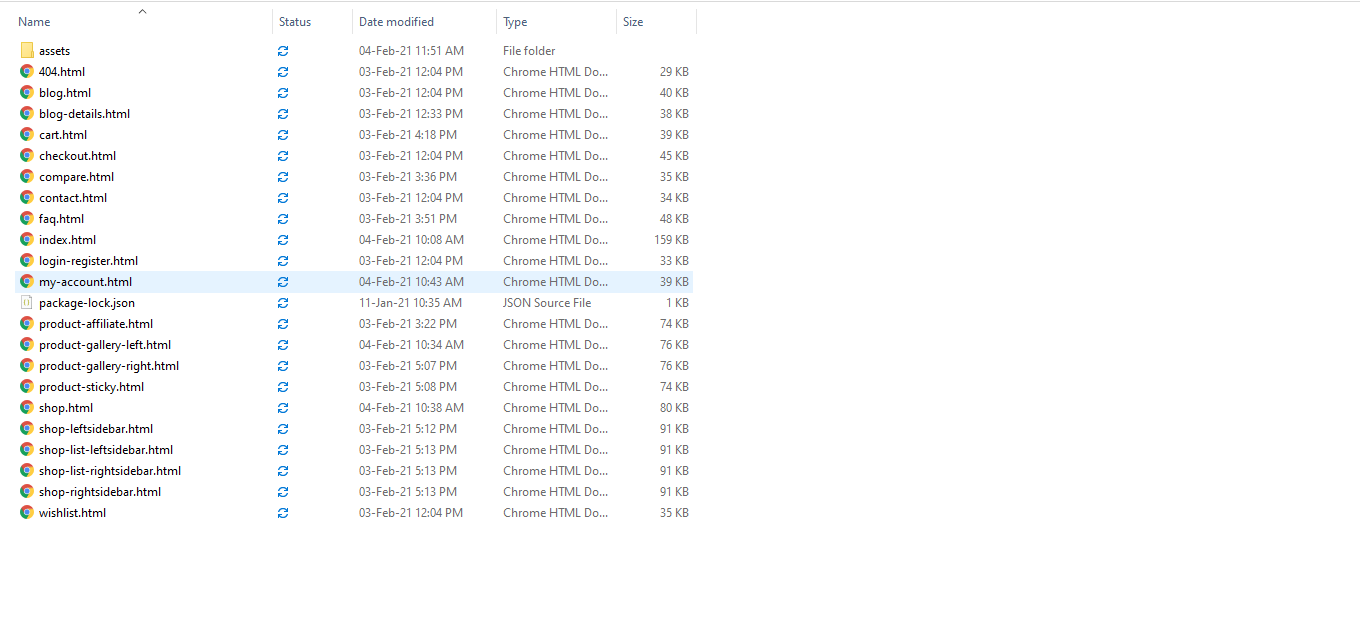 Name Status Date modified Type Size
assets 04-Feb-21 11:51 AM File folder
404.html 03-Feb-21 12:04 PM Chrome HTML Do... 29 KB
blog.html 03-Feb-21 12:04 PM Chrome HTML Do... 40 KB
blog-details.html 03-Feb-21 12:33 PM Chrome HTML Do... 38 KB
cart.html 03-Feb-21 4:18 PM Chrome HTML Do... 39 KB
checkout.html 03-Feb-21 12:04 PM Chrome HTML Do... 45 KB
compare.html 03-Feb-21 3:36 PM Chrome HTML Do... 35 KB
contact.html 03-Feb-21 12:04 PM Chrome HTML Do... 34 KB
faq.html 03-Feb-21 3:51 PM Chrome HTML Do... 48 KB
index.html 04-Feb-21 10:08 AM Chrome HTML Do... 159 KB
login-register.html 03-Feb-21 12:04 PM Chrome HTML Do... 33 KB
my-account.html 04-Feb-21 10:43 AM Chrome HTML Do... 39 KB
package-lock.json 11-Jan-21 10:35 AM JSON Source File 1 KB
product-affiliate.html 03-Feb-21 3:22 PM Chrome HTML Do... 74 KB
product-gallery-left.html 04-Feb-21 10:34 AM Chrome HTML Do... 76 KB
product-gallery-right.html 03-Feb-21 5:07 PM Chrome HTML Do... 76 KB
product-sticky.html 03-Feb-21 5:08 PM Chrome HTML Do... 74 KB
shop.html 04-Feb-21 10:38 AM Chrome HTML Do... 80 KB
shop-leftsidebar.html 03-Feb-21 5:12 PM Chrome HTML Do... 91 KB
shop-list-leftsidebar.html 03-Feb-21 5:13 PM Chrome HTML Do... 91 KB
shop-list-rightsidebar.html 03-Feb-21 5:13 PM Chrome HTML Do... 91 KB
shop-rightsidebar.html 03-Feb-21 5:13 PM Chrome HTML Do... 91 KB
wishlist.html 03-Feb-21 12:04 PM Chrome HTML Do... 35 KB